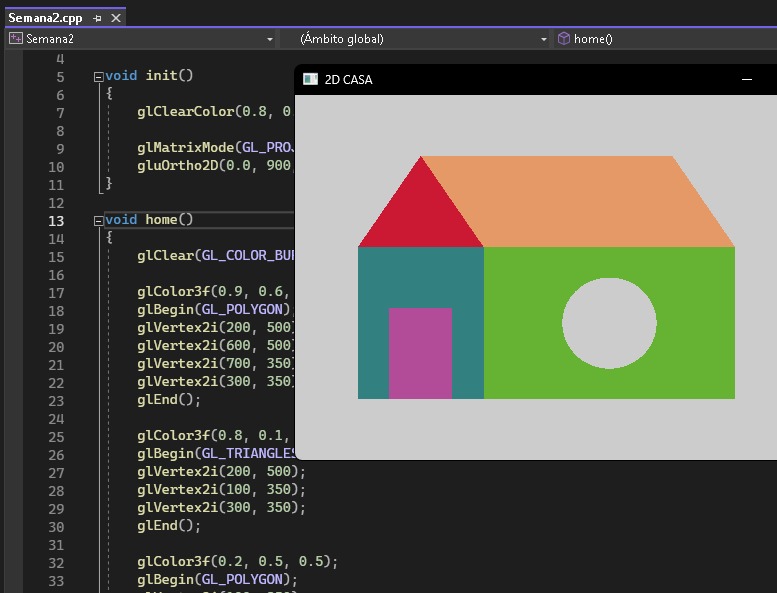 Semana2.cpp
Semana2
(Ámbito global)
home()
4
5 void init()
6 {
7 glClearColor(0.8, 0.
8
9 glMatrixMode(GL_PROJ
10 gluOrtho2D(0.0, 900,
11 }
12
13 void home()
14 {
15 glClear(GL_COLOR_BUF
16
17 glColor3f(0.9, 0.6,
18 glBegin(GL_POLYGON);
19 glVertex2i(200, 500)
20 glVertex2i(600, 500)
21 glVertex2i(700, 350)
22 glVertex2i(300, 350)
23 glEnd();
24
25 glColor3f(0.8, 0.1,
26 glBegin(GL_TRIANGLES
27 glVertex2i(200, 500);
28 glVertex2i(100, 350);
29 glVertex2i(300, 350);
30 glEnd();
31
32 glColor3f(0.2, 0.5, 0.5);
33 glBegin(GL_POLYGON);
2D CASA